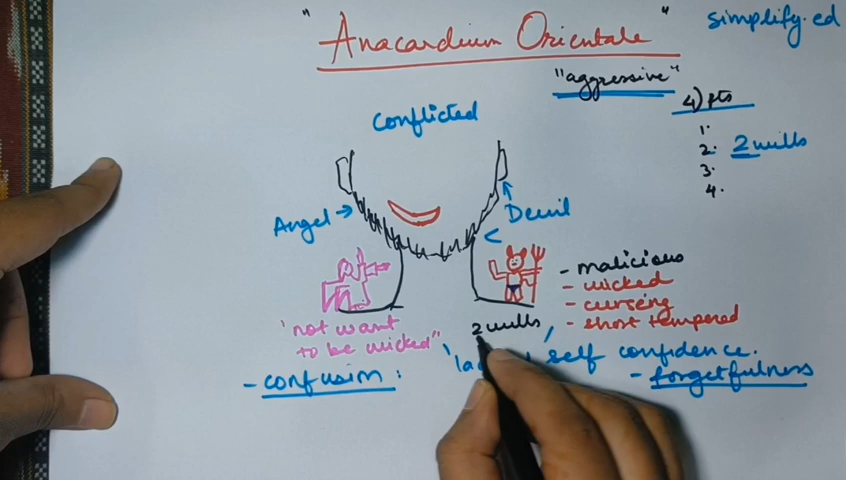 "Anacardium Orientale"
simplify.ed
"aggressive"
4) pts
1.
2. 2 wills
3.
4.
Conflicted
Angel
Devil
- malicious
- wicked
- cursing
- short tempered
'not want
to be wicked"
2 wills
self confidence.
- confusion:
- forgetfulness